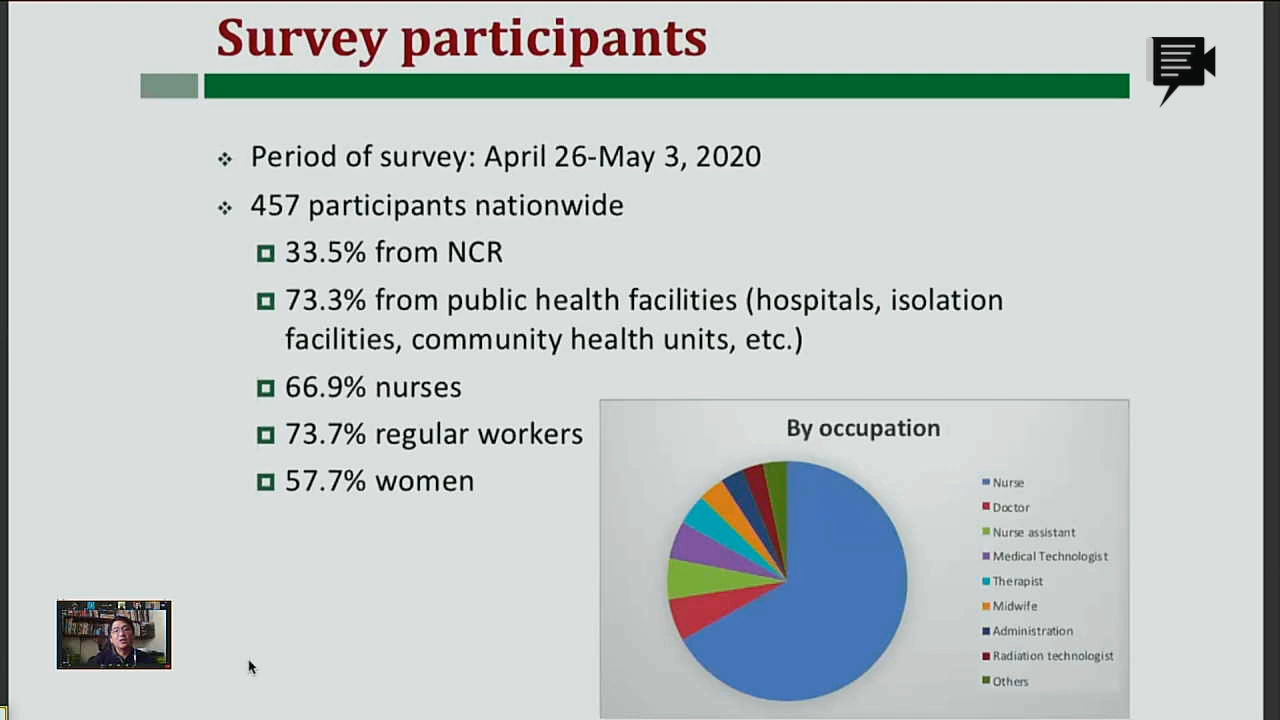 Survey participants
Period of survey: April 26-May 3, 2020
457 participants nationwide
33.5% from NCR
73.3% from public health facilities (hospitals, isolation
facilities, community health units, etc.)
66.9% nurses
73.7% regular workers
57.7% women
By occupation
Nurse
Doctor
Nurse assistant
Medical Technologist
Therapist
Midwife
Administration
Radiation technologist
Others